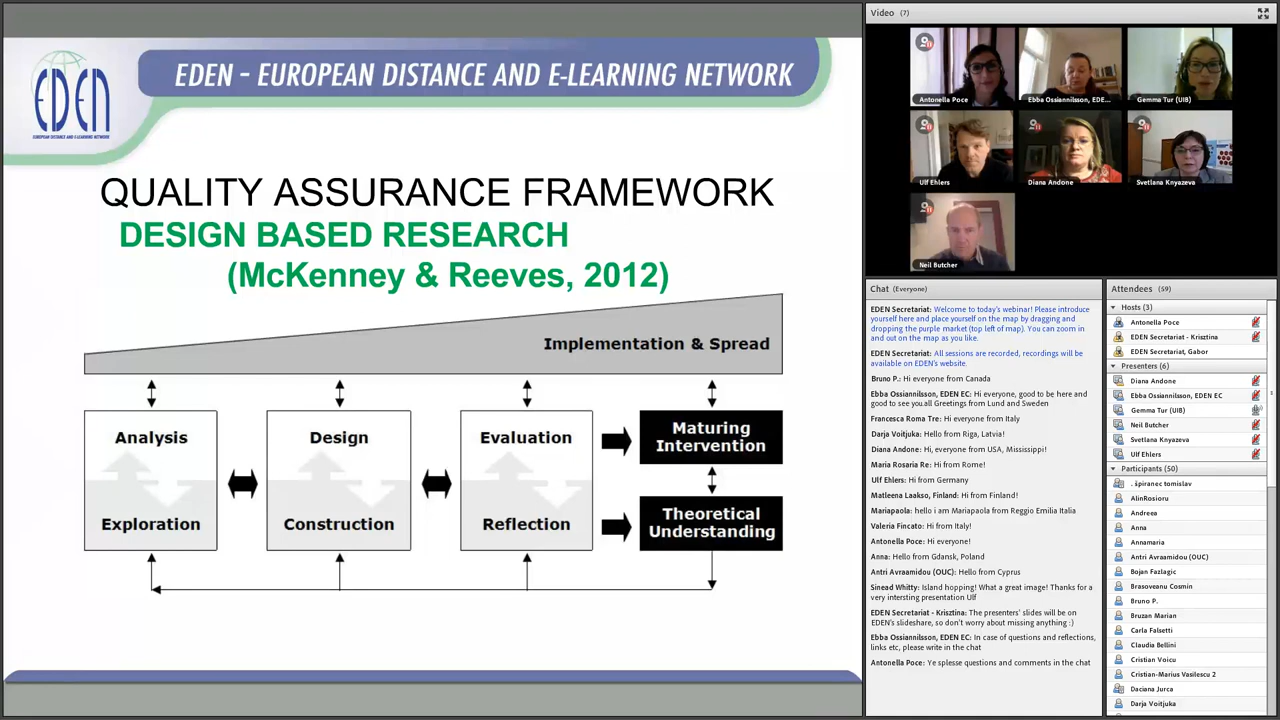 EDEN
EUROPEAN DISTANCE AND E-LEARNING NETWORK
EDEN - EUROPEAN DISTANCE AND E-LEARNING NETWORK
QUALITY ASSURANCE FRAMEWORK
DESIGN BASED RESEARCH
(McKenney & Reeves, 2012)
Implementation & Spread
Analysis
Exploration
Design
Construction
Evaluation
Reflection
Maturing
Intervention
Theoretical
Understanding
Video (7)
Antonella Poce
Ebba Ossiannilsson, EDE...
Gemma Tur (UIB)
Ulf Ehlers
Diana Andone
Svetlana Knyazeva
Neil Butcher
Chat (Everyone)
EDEN Secretariat: Welcome to today's webinar! Please introduce
yourself here and place yourself on the map by dragging and
dropping the purple market (top left of map). You can zoom in
and out on the map as you like.
EDEN Secretariat: All sessions are recorded, recordings will be
available on EDEN's website.
Bruno P.: Hi everyone from Canada
Ebba Ossiannilsson, EDEN EC: Hi everyone, good to be here and
good to see you.all Greetings from Lund and Sweden
Francesca Roma Tre: Hi everyone from Italy
Darja Voitjuka: Hello from Riga, Latvia!
Diana Andone: Hi, everyone from USA, Mississippi!
Maria Rosaria Re: Hi from Rome!
Ulf Ehlers: Hi from Germany
Matleena Laakso, Finland: Hi from Finland!
Mariapaola: hello i am Mariapaola from Reggio Emilia Italia
Valeria Fincato: Hi from Italy!
Antonella Poce: Hi everyone!
Anna: Hello from Gdansk, Poland
Antri Avraamidou (OUC): Hello from Cyprus
Sinead Whitty: Island hopping! What a great image! Thanks for a
very intersting presentation Ulf
EDEN Secretariat - Krisztina: The presenters' slides will be on
EDEN's slideshare, so don't worry about missing anything :)
Ebba Ossiannilsson, EDEN EC: In case of questions and reflections,
links etc, please write in the chat
Antonella Poce: Ye splesse questions and comments in the chat
Attendees (59)
Hosts (3)
Antonella Poce
EDEN Secretariat - Krisztina
EDEN Secretariat, Gabor
Presenters (6)
Diana Andone
Ebba Ossiannilsson, EDEN EC
Gemma Tur (UIB)
Neil Butcher
Svetlana Knyazeva
Ulf Ehlers
Participants (50)
. špiranec tomislav
AlinRosioru
Andreea
Anna
Annamaria
Antri Avraamidou (OUC)
Bojan Fazlagic
Brasoveanu Cosmin
Bruno P.
Bruzan Marian
Carla Falsetti
Claudia Bellini
Cristian Voicu
Cristian-Marius Vasilescu 2
Daciana Jurca
Darja Voitjuka